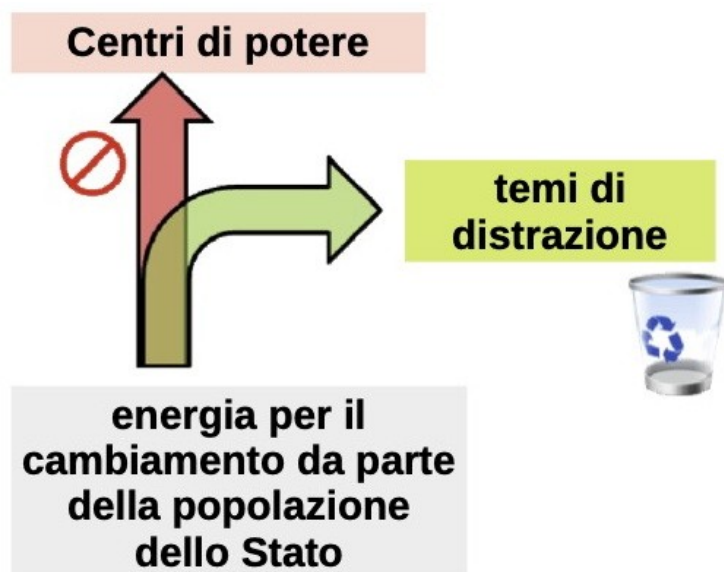 Centri di potere
temi di
distrazione
energia per il
cambiamento da parte
della popolazione
dello Stato